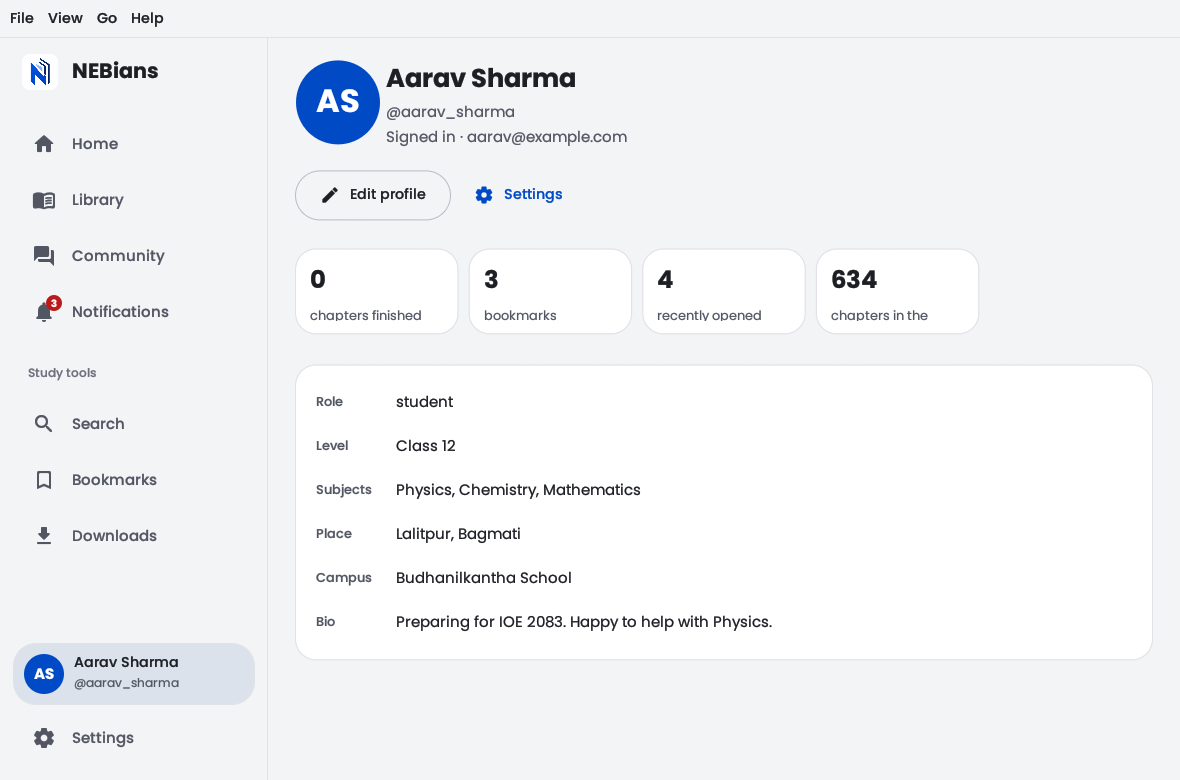 File View Go Help
NEBians
Home
Library
Community
3
Notifications
Study tools
Search
Bookmarks
Downloads
AS
Aarav Sharma
@aarav_sharma
Settings
AS
Aarav Sharma
@aarav_sharma
Signed in · aarav@example.com
Edit profile
Settings
0
chapters finished
3
bookmarks
4
recently opened
634
chapters in the
Role student
Level Class 12
Subjects Physics, Chemistry, Mathematics
Place Lalitpur, Bagmati
Campus Budhanilkantha School
Bio Preparing for IOE 2083. Happy to help with Physics.